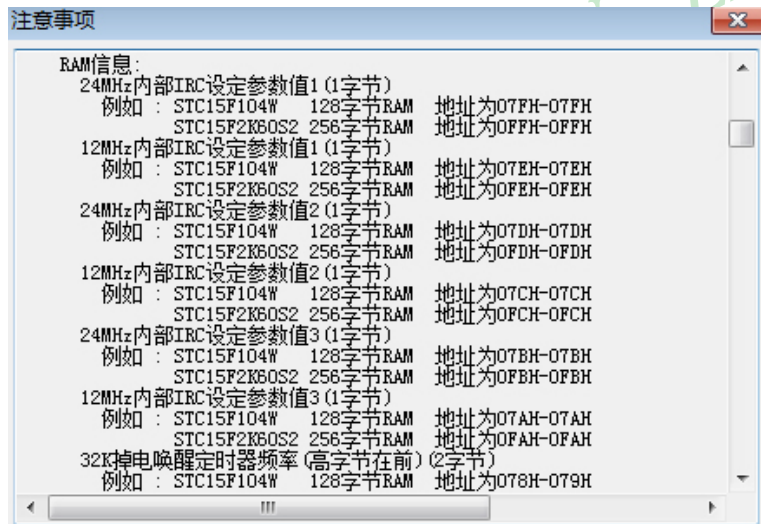 注意事项
RAM信息:
24MHz内部IRC设定参数值1(1字节)
例如 : STC15F104W 128字节RAM 地址为07FH-07FH
STC15F2K60S2 256字节RAM 地址为0FFH-0FFH
12MHz内部IRC设定参数值1(1字节)
例如 : STC15F104W 128字节RAM 地址为07EH-07EH
STC15F2K60S2 256字节RAM 地址为0FEH-0FEH
24MHz内部IRC设定参数值2(1字节)
例如 : STC15F104W 128字节RAM 地址为07DH-07DH
STC15F2K60S2 256字节RAM 地址为0FDH-0FDH
12MHz内部IRC设定参数值2(1字节)
例如 : STC15F104W 128字节RAM 地址为07CH-07CH
STC15F2K60S2 256字节RAM 地址为0FCH-0FCH
24MHz内部IRC设定参数值3(1字节)
例如 : STC15F104W 128字节RAM 地址为07BH-07BH
STC15F2K60S2 256字节RAM 地址为0FBH-0FBH
12MHz内部IRC设定参数值3(1字节)
例如 : STC15F104W 128字节RAM 地址为07AH-07AH
STC15F2K60S2 256字节RAM 地址为0FAH-0FAH
32K掉电唤醒定时器频率(高字节在前)(2字节)
例如 : STC15F104W 128字节RAM 地址为078H-079H